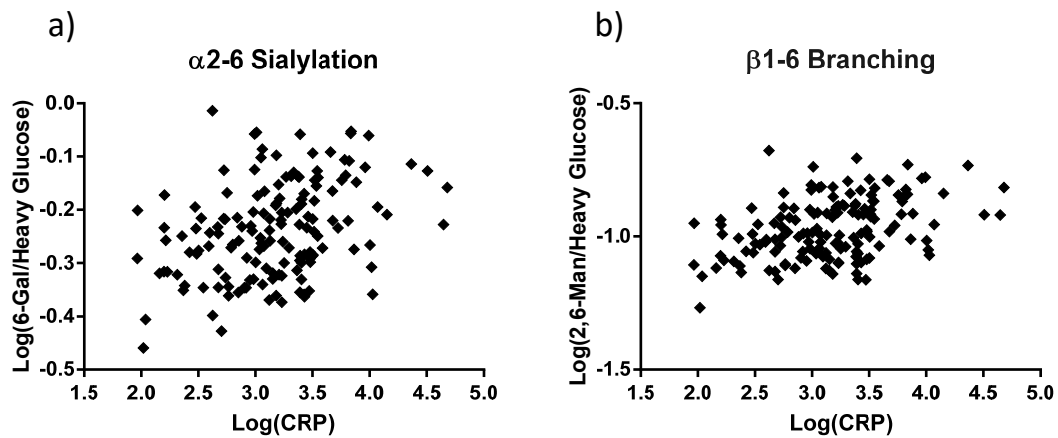 a)
α2-6 Sialylation
Log(6-Gal/Heavy Glucose)
0.0
-0.1
-0.2
-0.3
-0.4
-0.5
1.5 2.0 2.5 3.0 3.5 4.0 4.5 5.0
Log(CRP)
b)
β1-6 Branching
Log(2,6-Man/Heavy Glucose)
-0.5
-1.0
-1.5
1.5 2.0 2.5 3.0 3.5 4.0 4.5 5.0
Log(CRP)